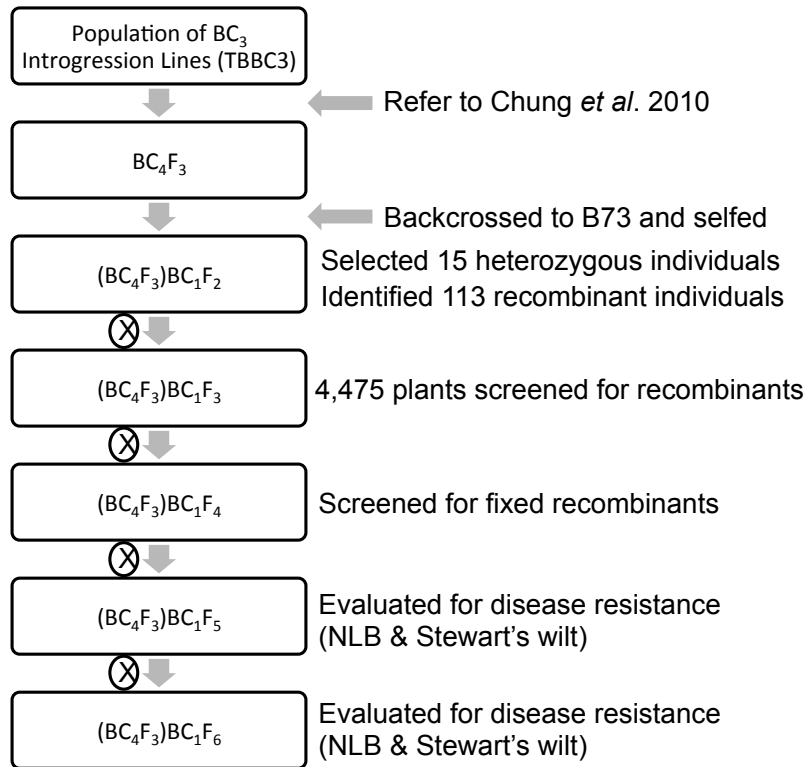 Population of BC₃
Introgression Lines (TBBC3)
Refer to Chung et al. 2010
BC₄F₃
Backcrossed to B73 and selfed
(BC₄F₃)BC₁F₂
Selected 15 heterozygous individuals
Identified 113 recombinant individuals
X
(BC₄F₃)BC₁F₃
4,475 plants screened for recombinants
X
(BC₄F₃)BC₁F₄
Screened for fixed recombinants
X
(BC₄F₃)BC₁F₅
Evaluated for disease resistance
(NLB & Stewart's wilt)
X
(BC₄F₃)BC₁F₆
Evaluated for disease resistance
(NLB & Stewart's wilt)